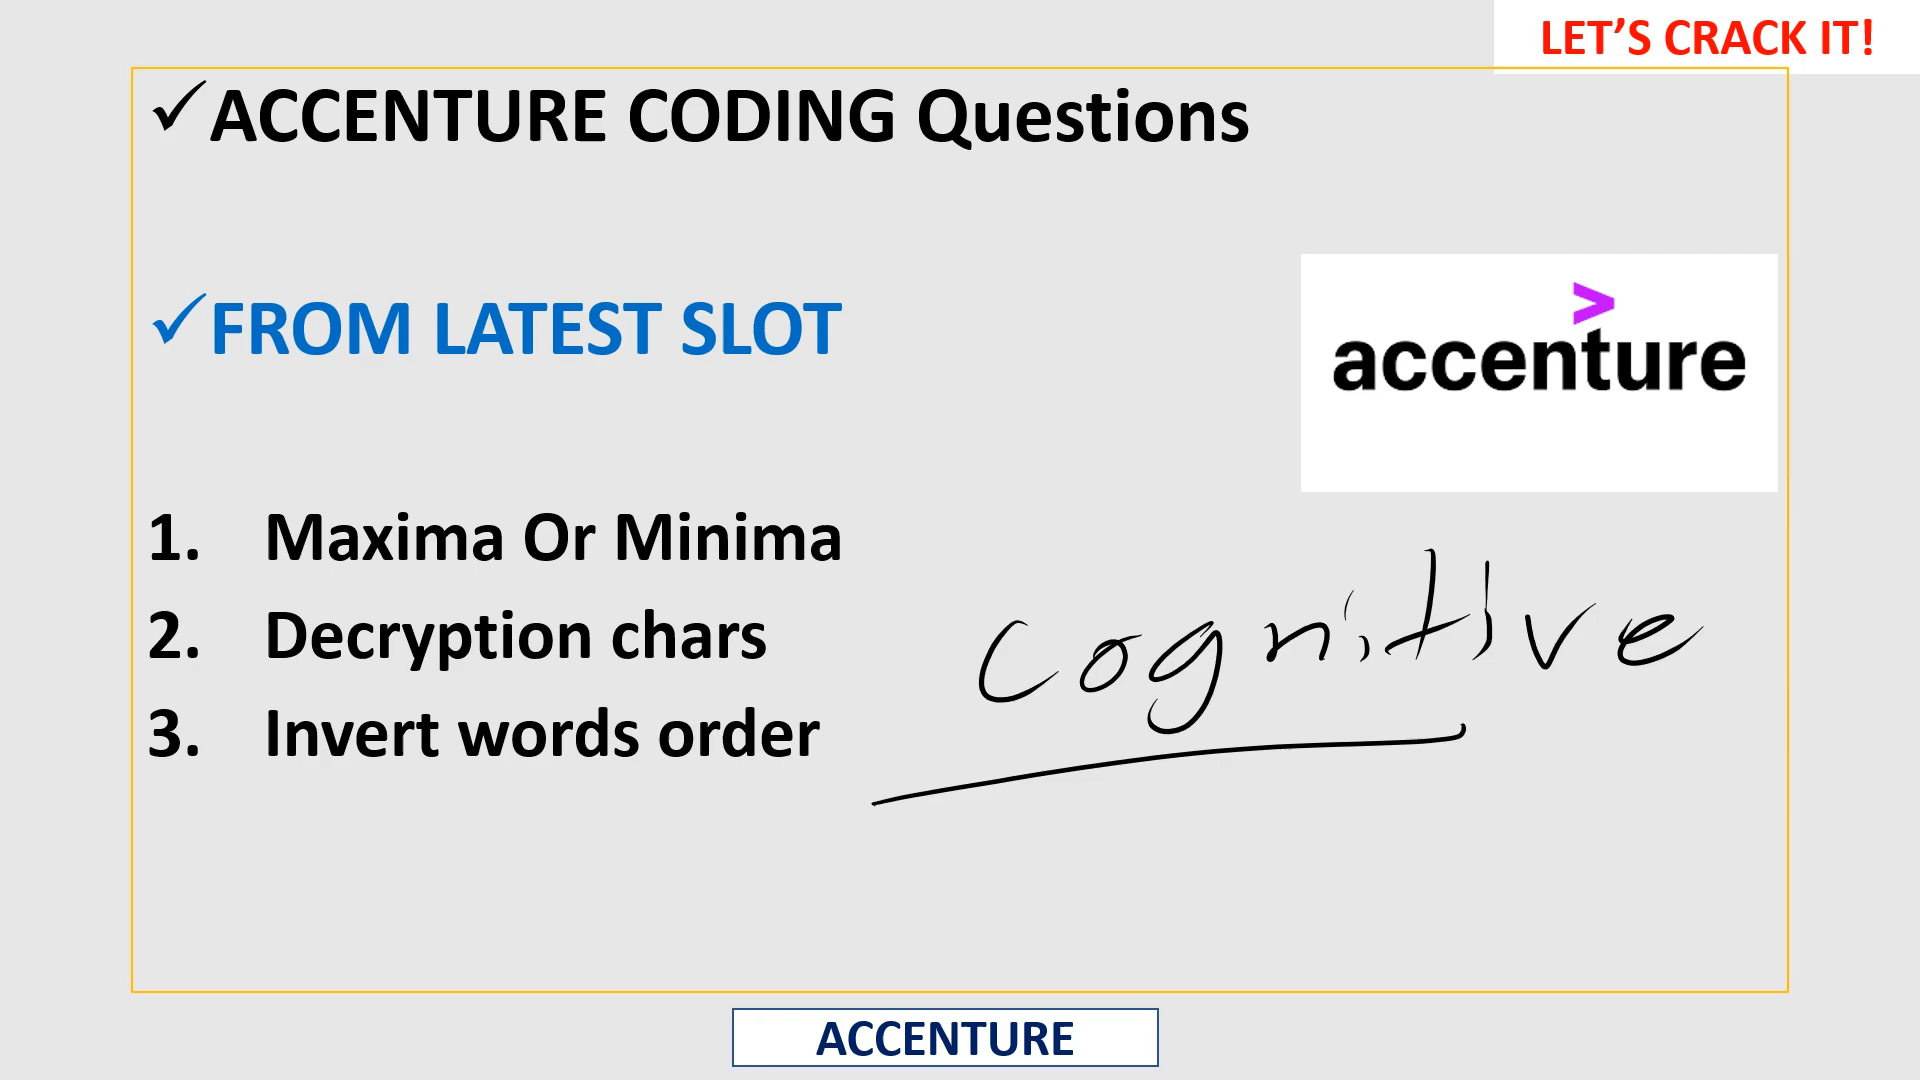 LET’S CRACK IT!
✓ACCENTURE CODING Questions
✓FROM LATEST SLOT
>
accenture
1. Maxima Or Minima
2. Decryption chars
3. Invert words order
Cognitive
ACCENTURE